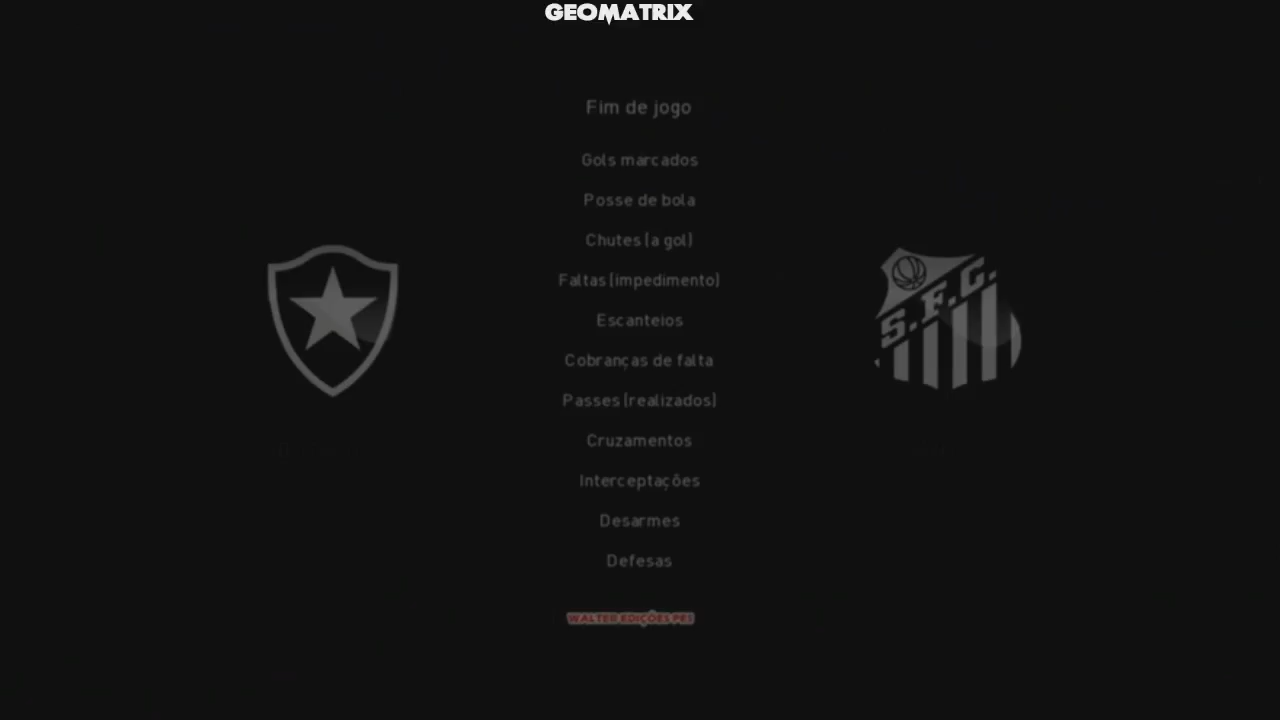 GEOMATRIX
Fim de jogo
Gols marcados
Posse de bola
Chutes (a gol)
Faltas (impedimento)
Escanteios
Cobranças de falta
Passes (realizados)
Cruzamentos
Interceptações
Desarmes
Defesas
S.F.C.
WALTER EDIÇÕES PES